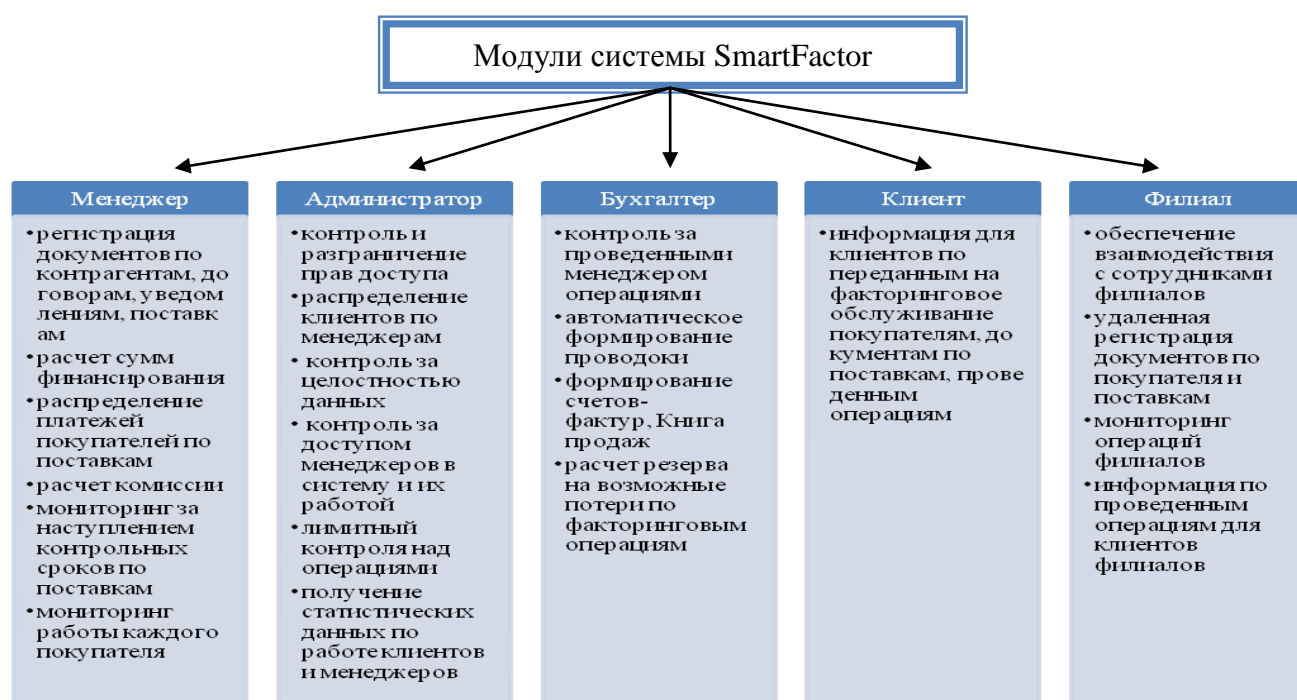 Модули системы SmartFactor
Менеджер
•регистрация
документов по
контрагентам, до
говорам, уведом
лениям, поставк
ам
•расчет сумм
финансирования
•распределение
платежей
покупателей по
поставкам
•расчет комиссии
•мониторинг за
наступлением
контрольных
сроков по
поставкам
•мониторинг
работы каждого
покупателя
Администратор
•контроль и
разграничение
прав доступа
•распределение
клиентов по
менеджерам
• контроль за
целостностью
данных
• контроль за
доступом
менеджеров в
систему и их
работой
•лимитный
контроля над
операциями
•получение
статистических
данных по
работе клиентов
и менеджеров
Бухгалтер
•контроль за
проведенными
менеджером
операциями
•автоматическое
формирование
проводоки
•формирование
счетов-
фактур, Книга
продаж
•расчет резерва
на возможные
потери по
факторинговым
операциям
Клиент
•информация для
клиентов по
переданным на
факторинговое
обслуживание
покупателям, до
кументам по
поставкам, прове
денным
операциям
Филиал
•обеспечение
взаимодействия
с сотрудниками
филиалов
•удаленная
регистрация
документов по
покупателя и
поставкам
•мониторинг
операций
филиалов
•информация по
проведенным
операциям для
клиентов
филиалов